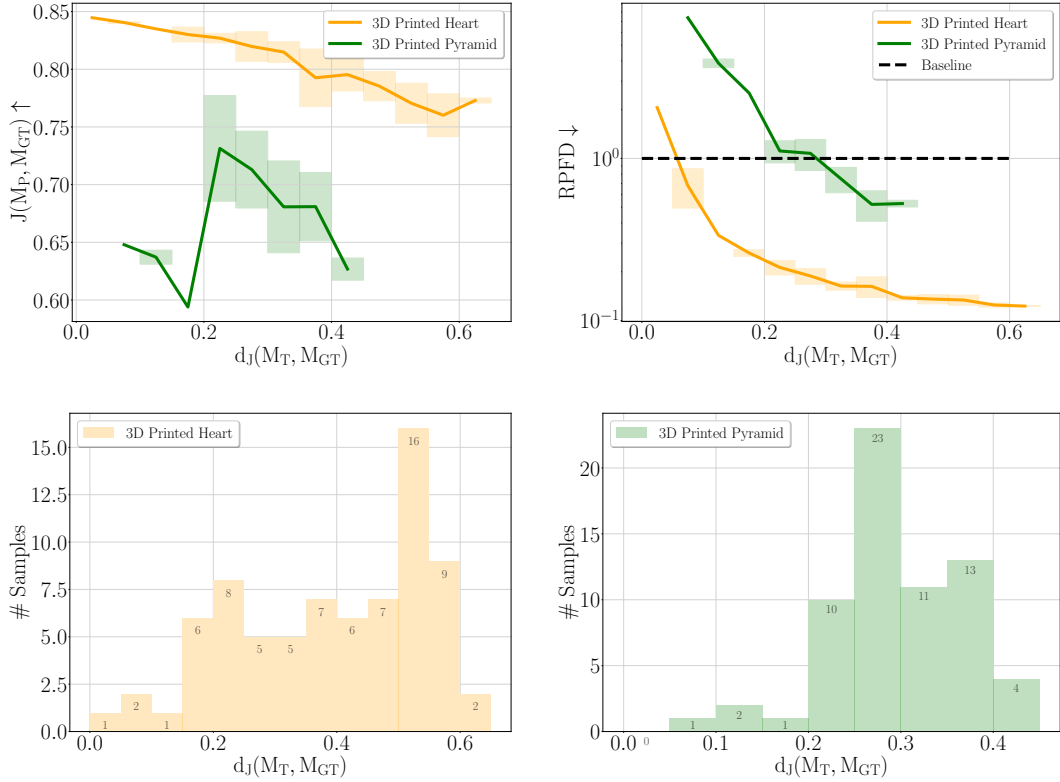 J(M_P, M_GT) ↑
0.85
0.80
0.75
0.70
0.65
0.60
3D Printed Heart
3D Printed Pyramid
0.0 0.2 0.4 0.6
d_J(M_T, M_GT)
RPFD ↓
10^0
10^−1
3D Printed Heart
3D Printed Pyramid
Baseline
0.0 0.2 0.4 0.6
d_J(M_T, M_GT)
# Samples
15.0
12.5
10.0
7.5
5.0
2.5
0.0
3D Printed Heart
1 2 1 6 8 5 5 7 6 7 16 9 2
0.0 0.2 0.4 0.6
d_J(M_T, M_GT)
# Samples
20
15
10
5
0
3D Printed Pyramid
0 1 2 1 10 23 11 13 4
0.0 0.1 0.2 0.3 0.4
d_J(M_T, M_GT)